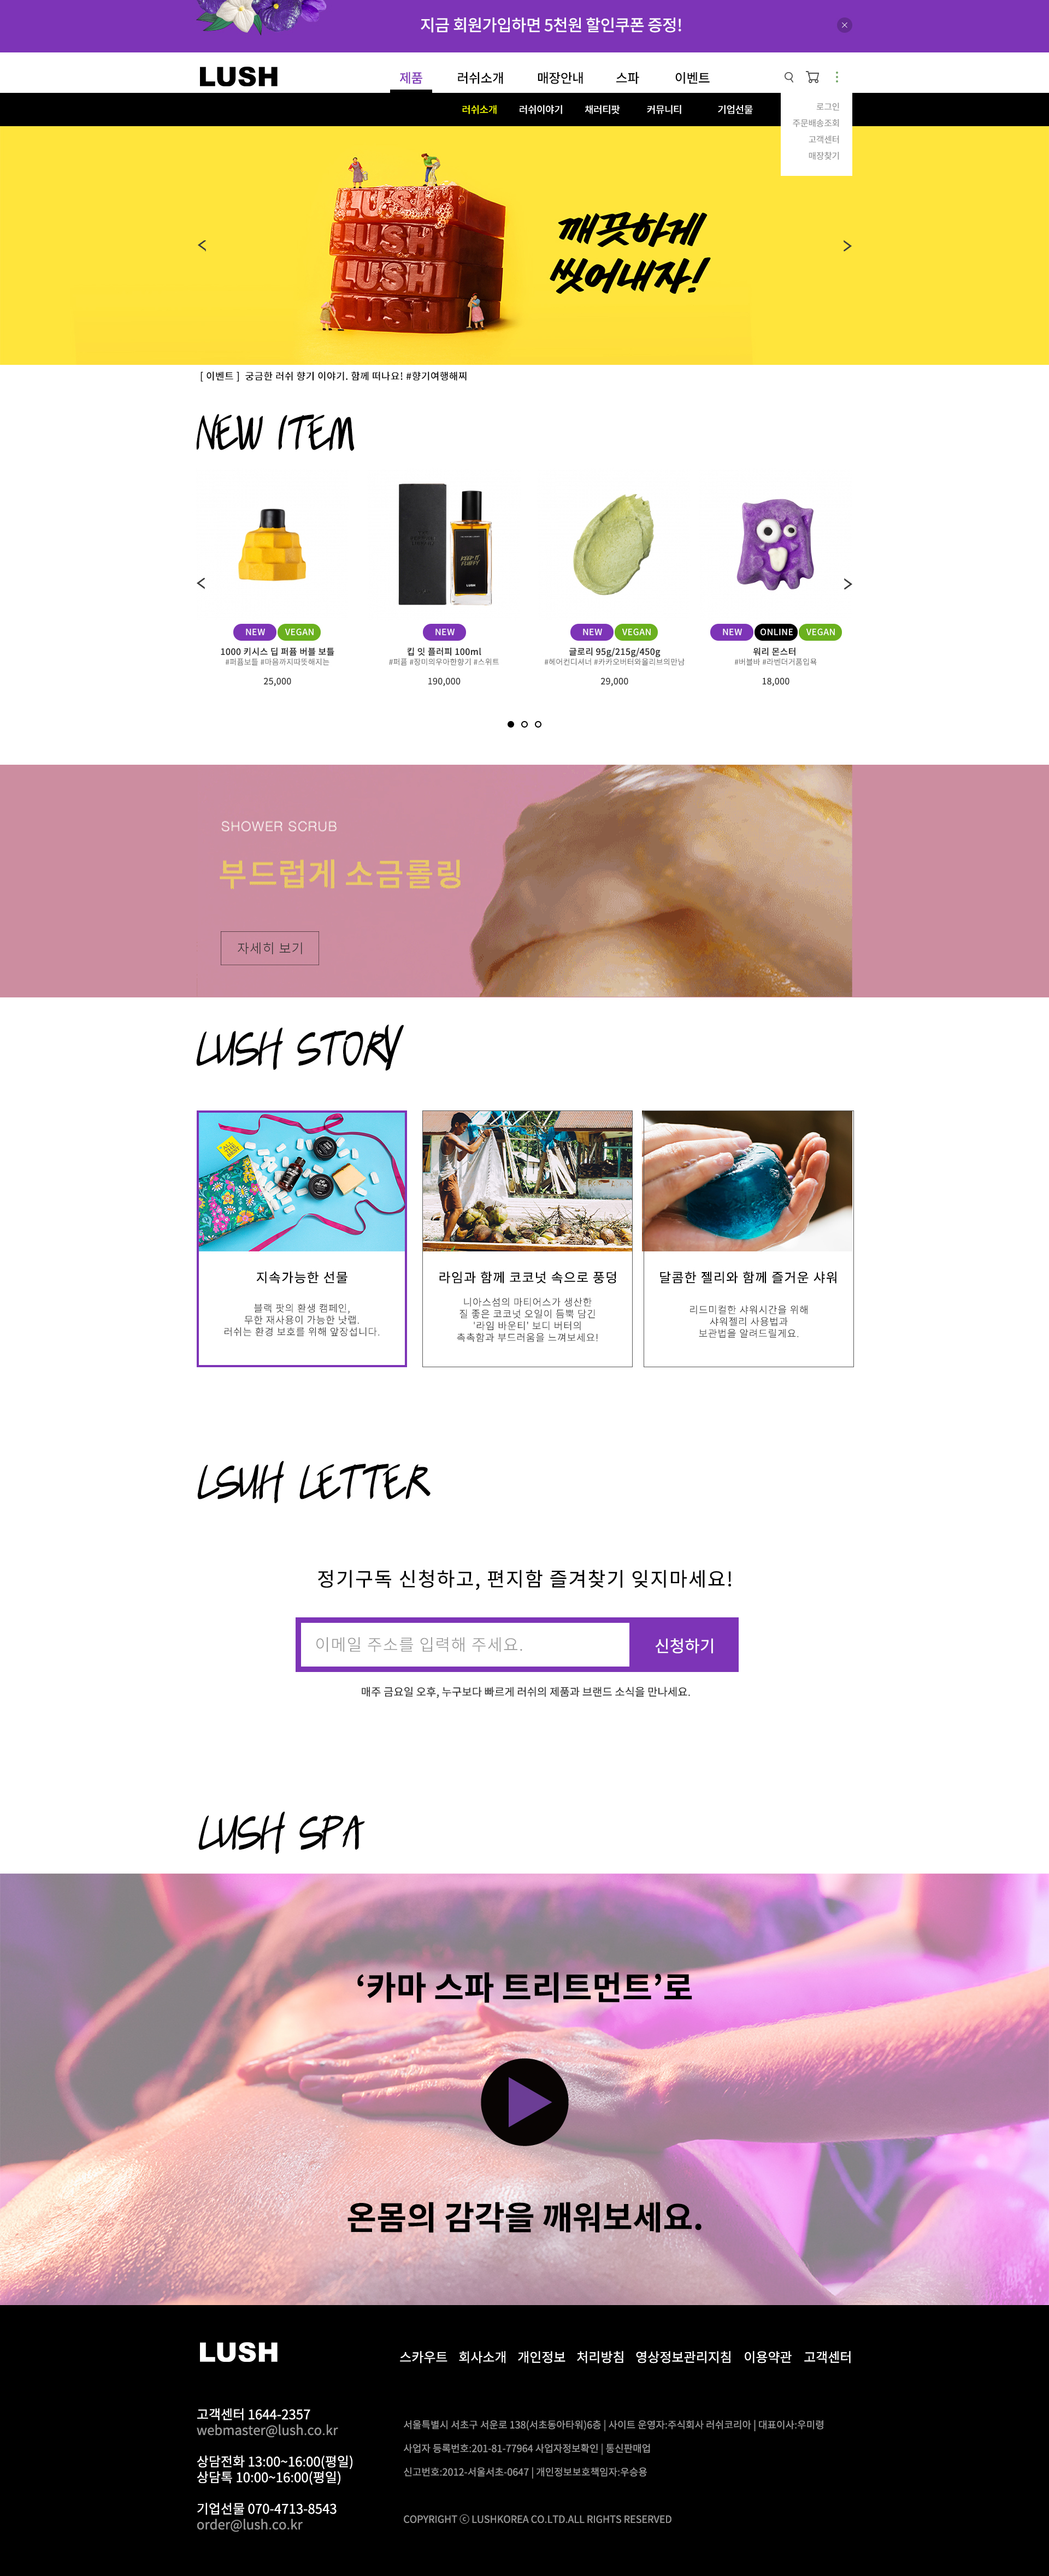 지금 회원가입하면 5천원 할인쿠폰 증정!
LUSH
제품 러쉬소개 매장안내 스파 이벤트
러쉬소개 러쉬이야기 채러티팟 커뮤니티 기업선물
로그인
주문배송조회
고객센터
매장찾기
LUSH
LUSH
LUSH
LUSH
깨끗하게
씻어내자!
[ 이벤트 ] 궁금한 러쉬 향기 이야기. 함께 떠나요! #향기여행해찌
NEW ITEM
KEEP IT FLUFFY
LUSH
NEW VEGAN
1000 키시스 딥 퍼퓸 버블 보틀
#퍼퓸보틀 #마음까지따뜻해지는
25,000
NEW
킵 잇 플러피 100ml
#퍼퓸 #장미의우아한향기 #스위트
190,000
NEW VEGAN
글로리 95g/215g/450g
#헤어컨디셔너 #카카오버터와올리브의만남
29,000
NEW ONLINE VEGAN
워리 몬스터
#버블바 #라벤더거품입욕
18,000
SHOWER SCRUB
부드럽게 소금롤링
자세히 보기
LUSH STORY
지속가능한 선물
블랙 팟의 환생 캠페인,
무한 재사용이 가능한 낫랩.
러쉬는 환경 보호를 위해 앞장섭니다.
라임과 함께 코코넛 속으로 풍덩
니아스섬의 마티어스가 생산한
질 좋은 코코넛 오일이 듬뿍 담긴
'라임 바운티' 보디 버터의
촉촉함과 부드러움을 느껴보세요!
달콤한 젤리와 함께 즐거운 샤워
리드미컬한 샤워시간을 위해
샤워젤리 사용법과
보관법을 알려드릴게요.
LSUH LETTER
정기구독 신청하고, 편지함 즐겨찾기 잊지마세요!
이메일 주소를 입력해 주세요.
신청하기
매주 금요일 오후, 누구보다 빠르게 러쉬의 제품과 브랜드 소식을 만나세요.
LUSH SPA
‘카마 스파 트리트먼트’로
온몸의 감각을 깨워보세요.
LUSH
스카우트 회사소개 개인정보 처리방침 영상정보관리지침 이용약관 고객센터
고객센터 1644-2357
webmaster@lush.co.kr
상담전화 13:00~16:00(평일)
상담톡 10:00~16:00(평일)
기업선물 070-4713-8543
order@lush.co.kr
서울특별시 서초구 서운로 138(서초동아타워)6층 | 사이트 운영자:주식회사 러쉬코리아 | 대표이사:우미령
사업자 등록번호:201-81-77964 사업자정보확인 | 통신판매업
신고번호:2012-서울서초-0647 | 개인정보보호책임자:우승용
COPYRIGHT ⓒ LUSHKOREA CO.LTD.ALL RIGHTS RESERVED